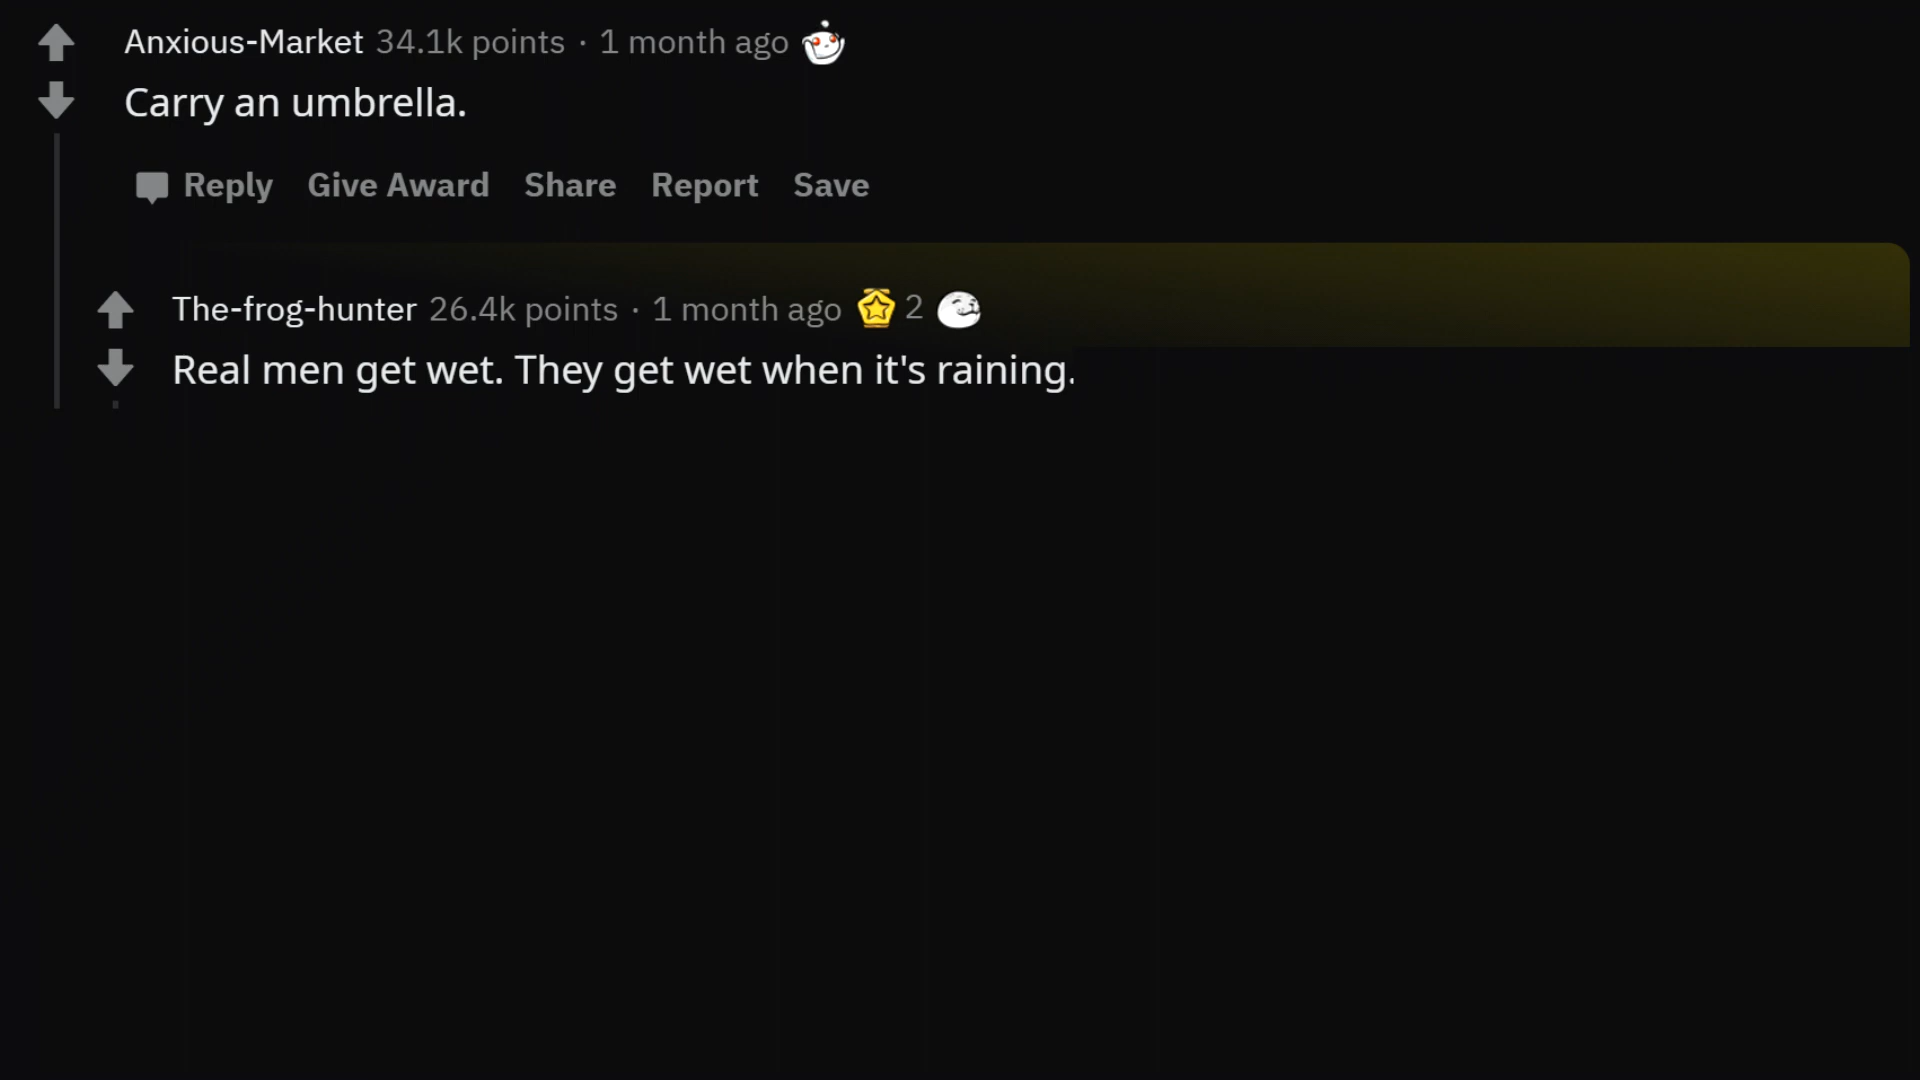 Anxious-Market 34.1k points · 1 month ago
Carry an umbrella.
Reply Give Award Share Report Save
The-frog-hunter 26.4k points · 1 month ago 2
Real men get wet. They get wet when it's raining.